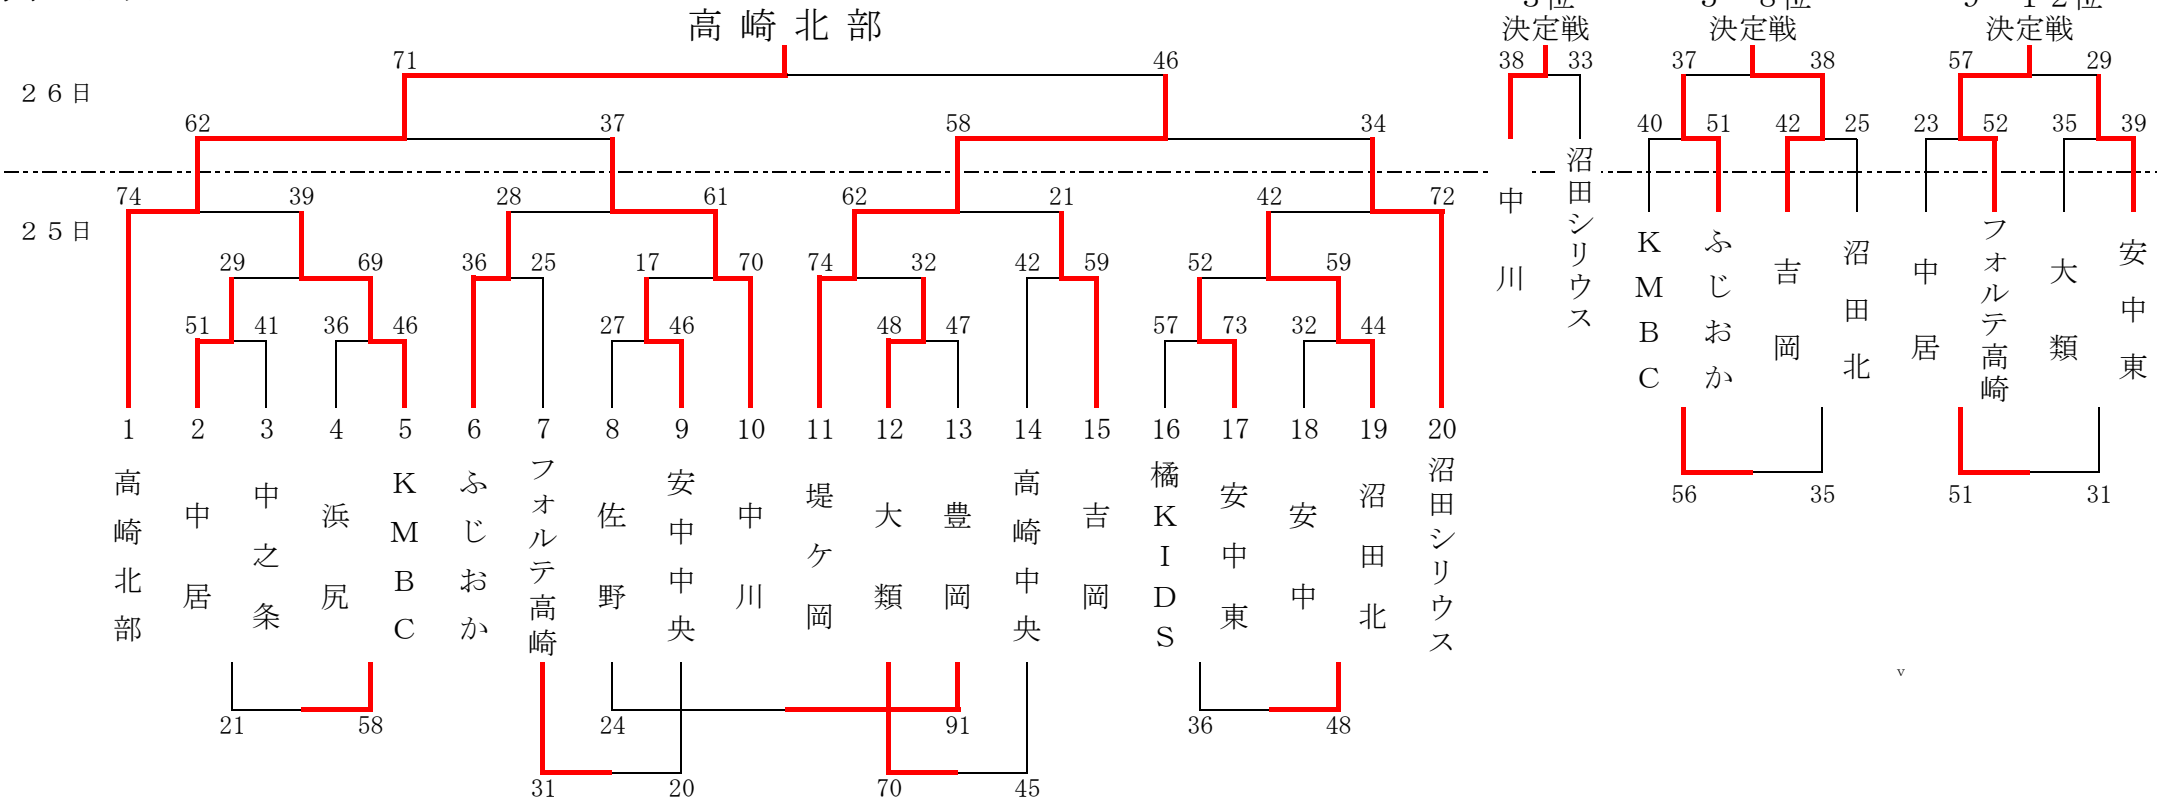 高崎北部
3位 5～8位 9～12位
決定戦 決定戦 決定戦
71 46 38 33 37 38 57 29
26日
62 37 58 34 40 51 42 25 23 52 35 39
74 39 28 61 62 21 42 72
25日
29 69 36 25 17 70 74 32 42 59 52 59
51 41 36 46 27 46 48 47 57 73 32 44
中川
沼田シリウス
KMBC
ふじおか
吉岡
沼田北
中居
フォルテ高崎
大類
安中東
56 35 51 31
1 2 3 4 5 6 7 8 9 10 11 12 13 14 15 16 17 18 19 20
高崎北部
中居
中之条
浜尻
KMBC
ふじおか
フォルテ高崎
佐野
安中中央
中川
堤ケ岡
大類
豊岡
高崎中央
吉岡
橘KIDS
安中東
安中
沼田北
沼田シリウス
v
21 58 24 91 36 48
31 20 70 45